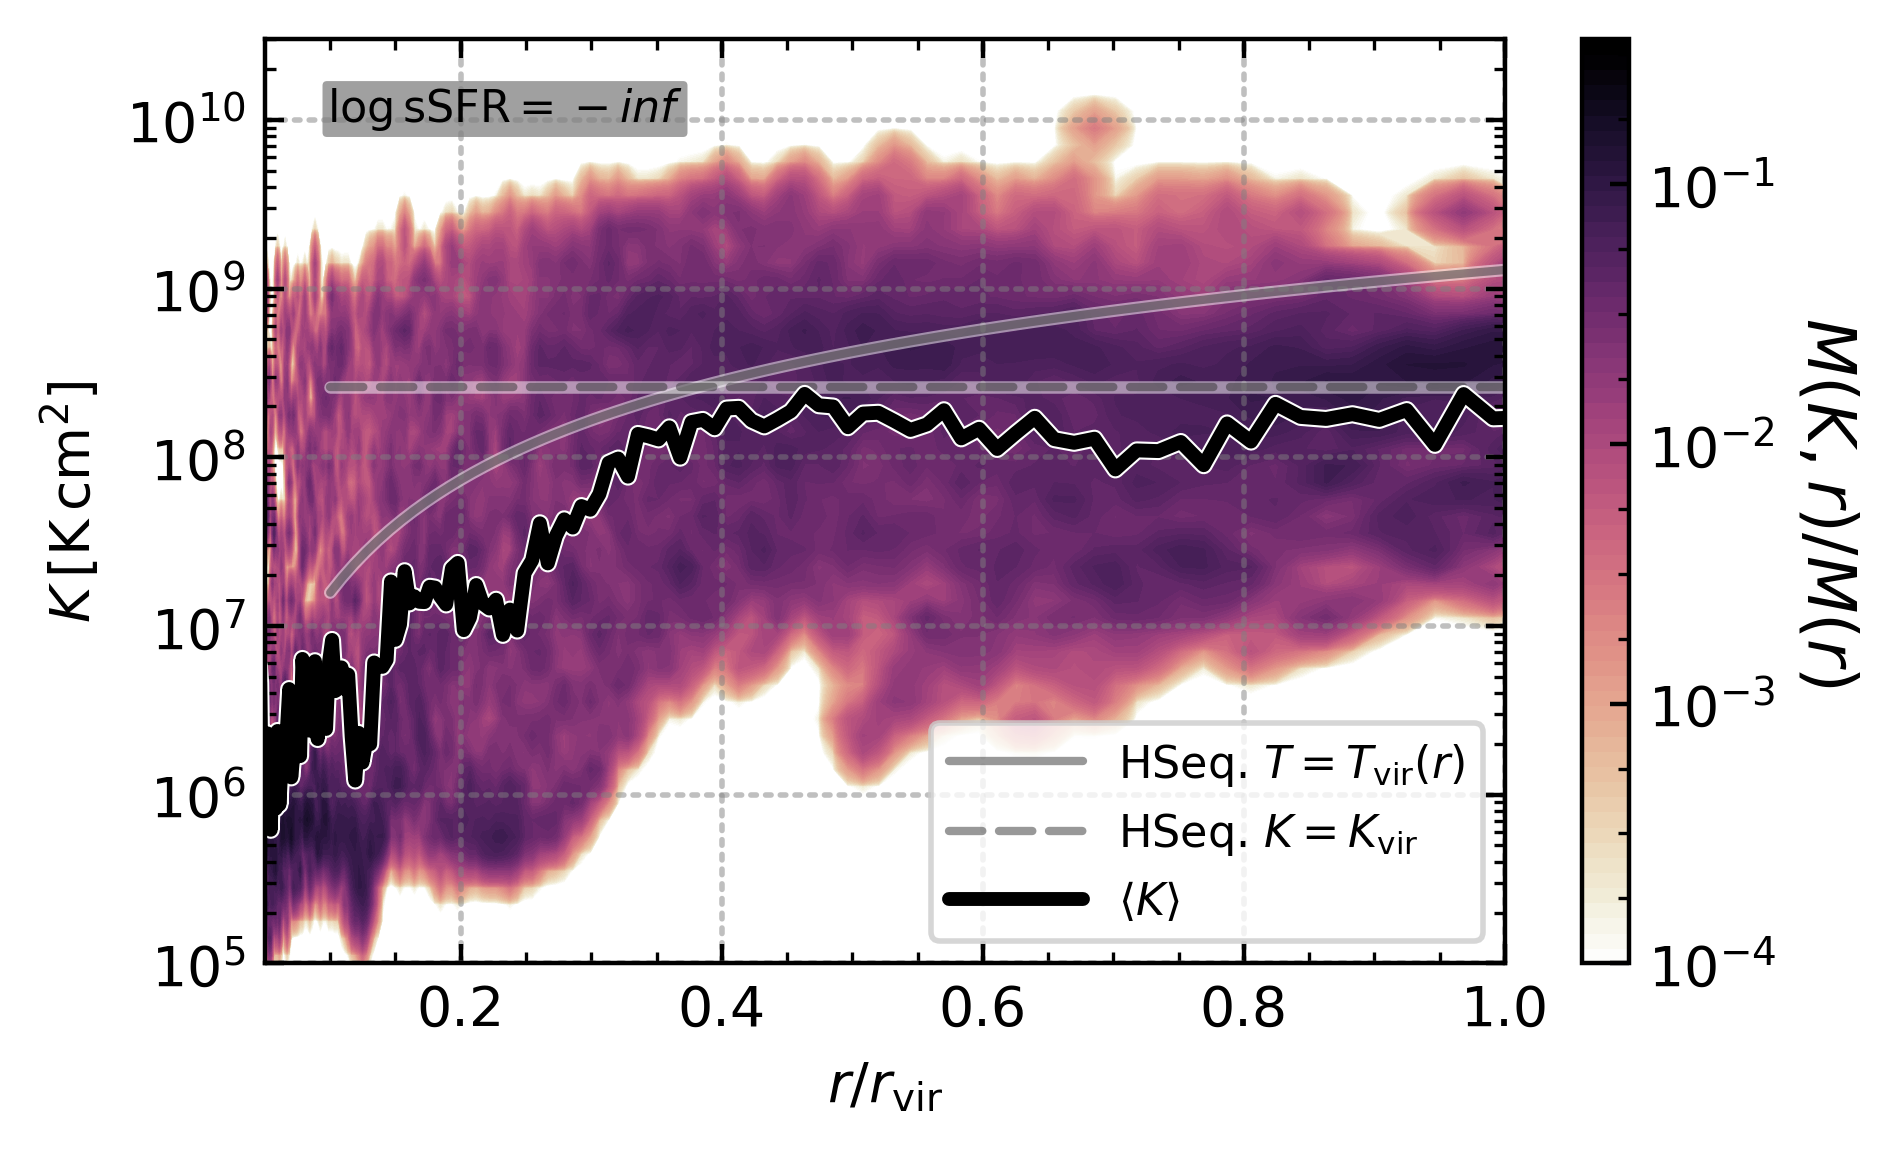 log sSFR = −inf
10¹⁰
10⁹
10⁸
10⁷
10⁶
10⁵
K [K cm²]
0.2
0.4
0.6
0.8
1.0
r/r_vir
HSeq. T = T_vir(r)
HSeq. K = K_vir
⟨K⟩
10⁻¹
10⁻²
10⁻³
10⁻⁴
M(K, r)/M(r)